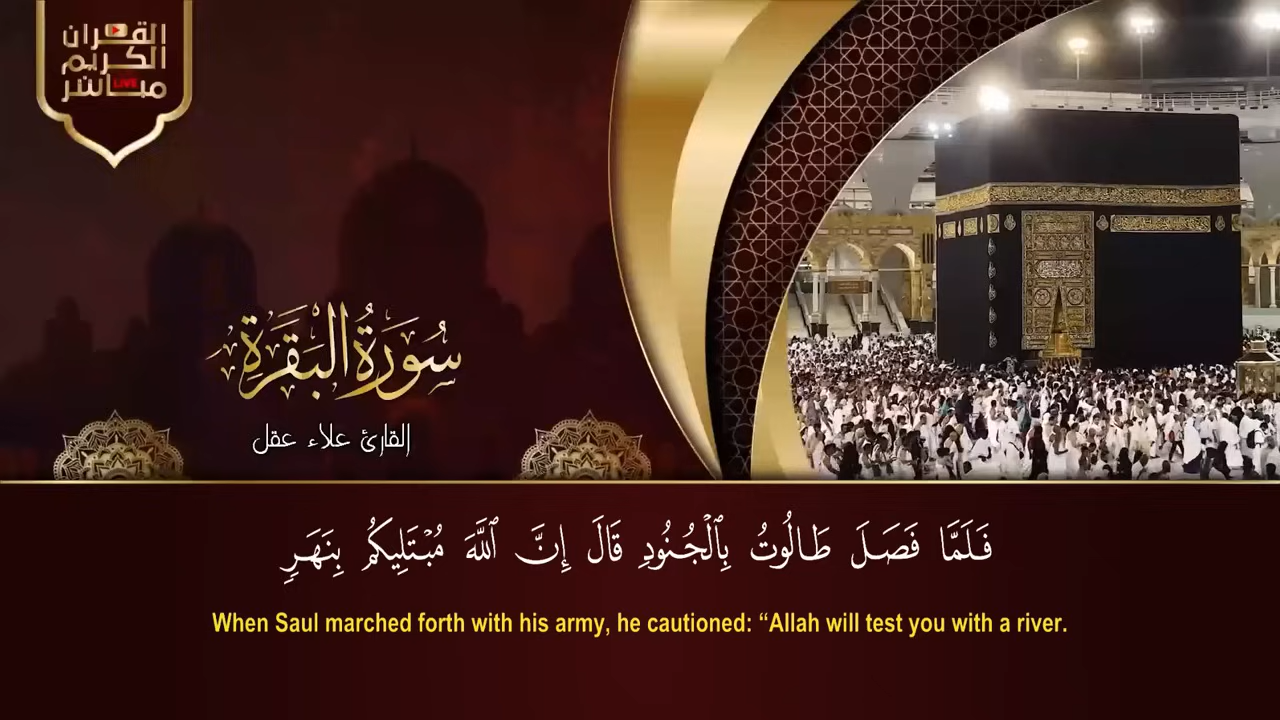 القرآن
الكريم
مباشر
LIVE
سُورَةُ البَقَرَةِ
القارئ علاء عقل
فَلَمَّا فَصَلَ طَالُوتُ بِٱلْجُنُودِ قَالَ إِنَّ ٱللَّهَ مُبْتَلِيكُم بِنَهَرٍ
When Saul marched forth with his army, he cautioned: “Allah will test you with a river.